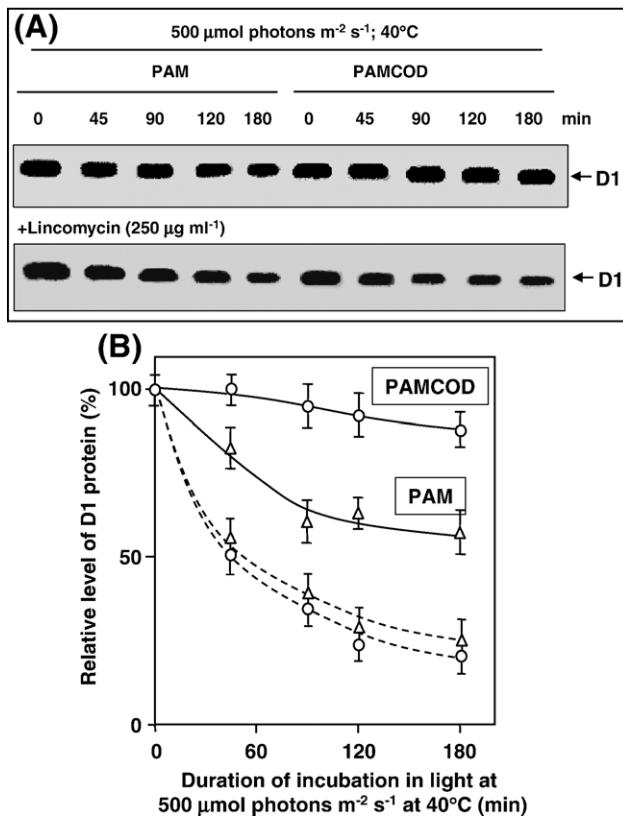 (A)
500 µmol photons m⁻² s⁻¹; 40°C
PAM PAMCOD
0 45 90 120 180 0 45 90 120 180 min
D1
+Lincomycin (250 µg ml⁻¹)
D1
(B)
100
PAMCOD
PAM
50
0
Relative level of D1 protein (%)
0 60 120 180
Duration of incubation in light at
500 µmol photons m⁻² s⁻¹ at 40°C (min)